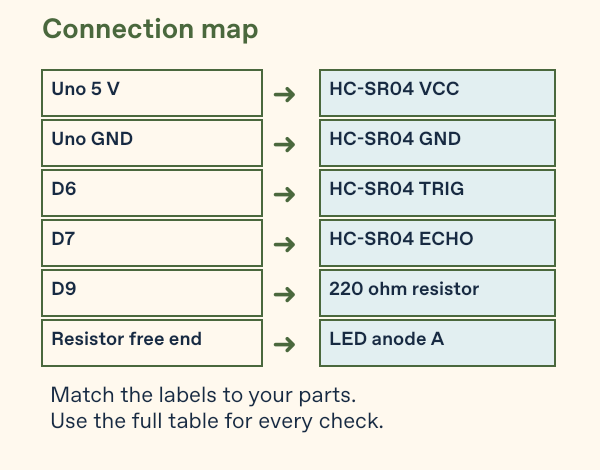 Connection map
Uno 5 V ➔ HC-SR04 VCC
Uno GND ➔ HC-SR04 GND
D6 ➔ HC-SR04 TRIG
D7 ➔ HC-SR04 ECHO
D9 ➔ 220 ohm resistor
Resistor free end ➔ LED anode A
Match the labels to your parts.
Use the full table for every check.